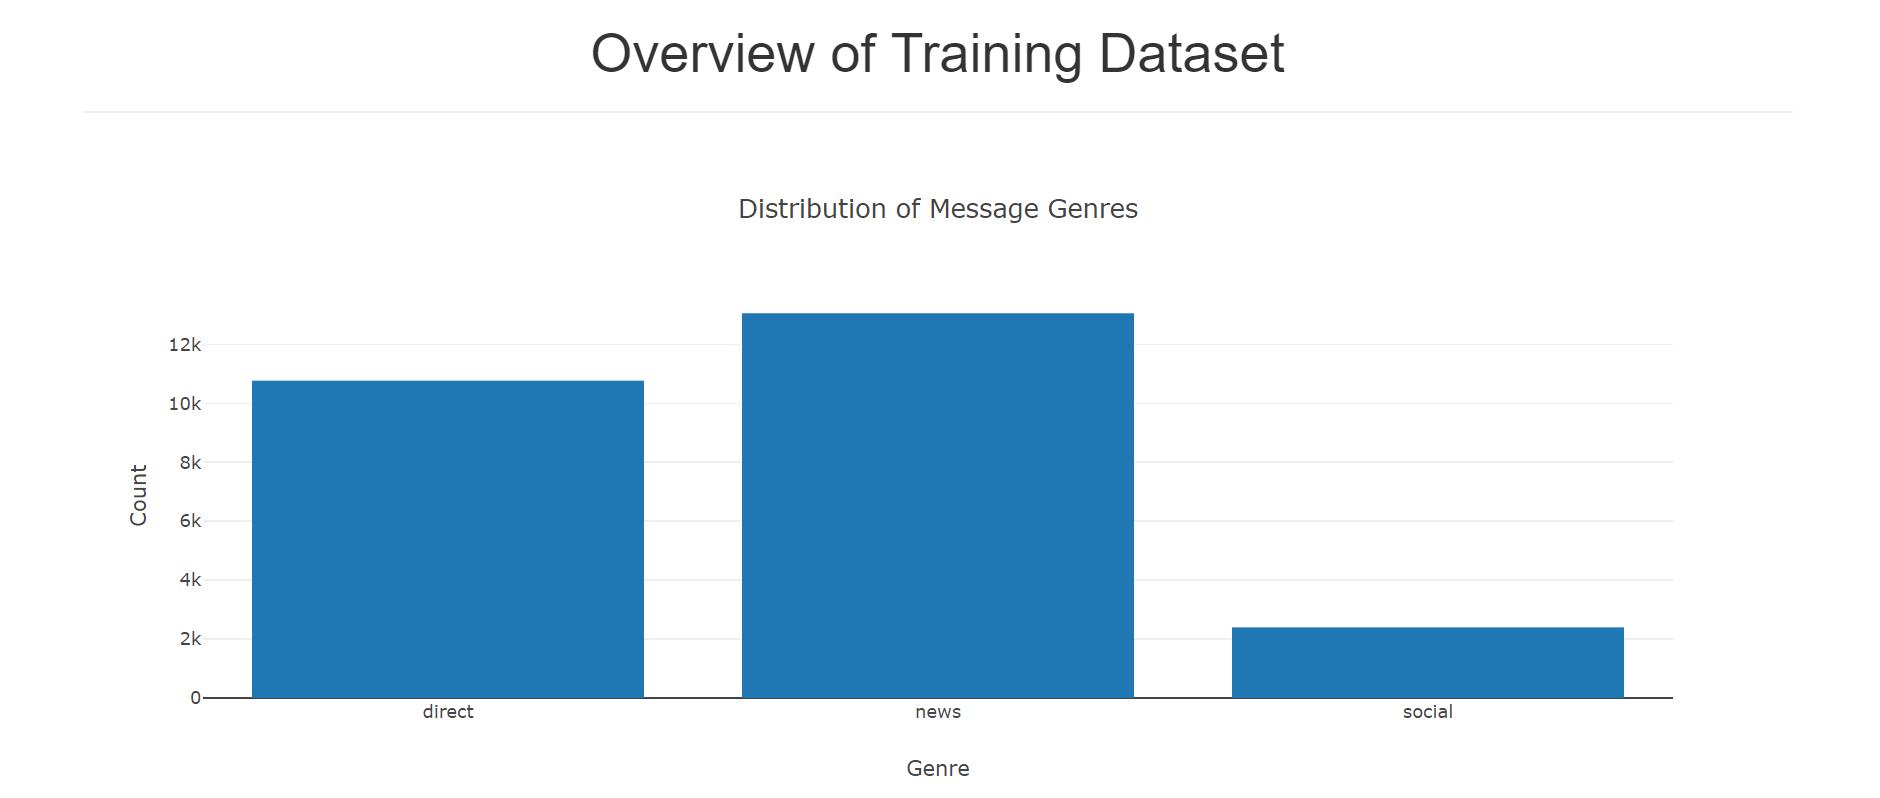 Overview of Training Dataset
Distribution of Message Genres
12k
10k
8k
6k
4k
2k
0
Count
direct news social
Genre